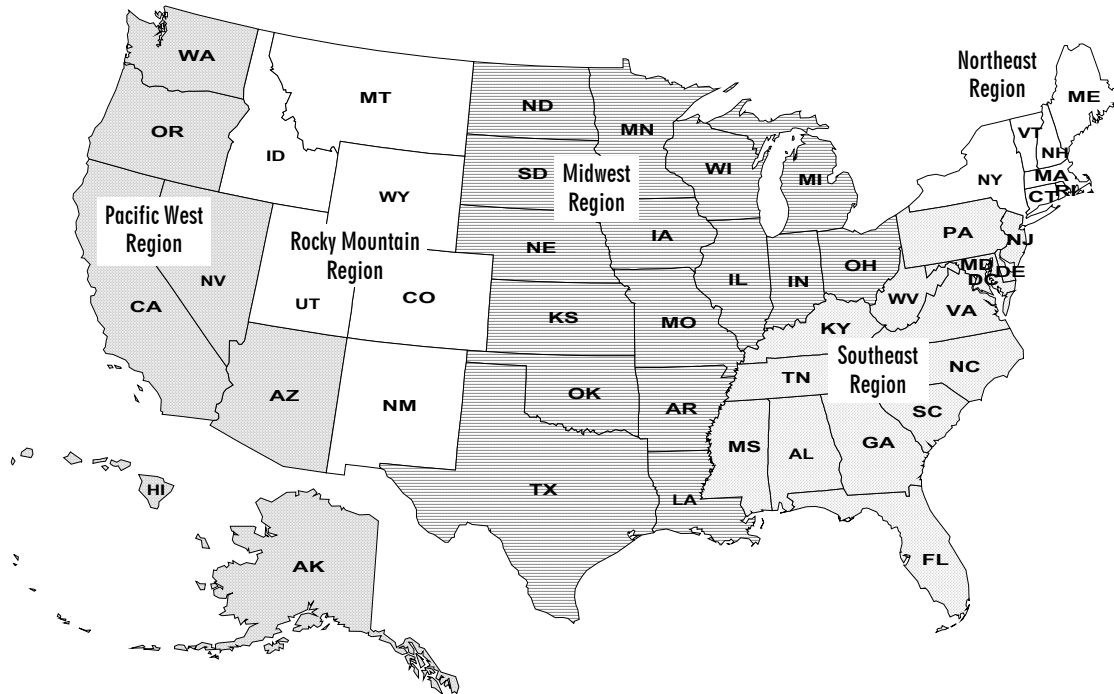 WA
MT
ND
MN
OR
ID
SD
WI
MI
Northeast
Region
ME
VT
NH
NY
MA
CT
RI
WY
Midwest
Region
Pacific West
Region
Rocky Mountain
Region
NE
IA
PA
NJ
NV
UT
CO
IL
IN
OH
MD
DE
DC
WV
VA
CA
KS
MO
KY
Southeast
Region
NC
TN
AZ
NM
OK
AR
SC
MS
AL
GA
HI
TX
LA
FL
AK